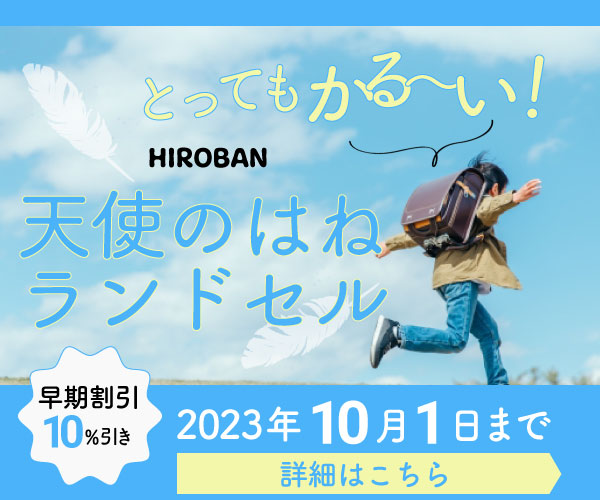 とってもかる〜い!
HIROBAN
天使のはね
ランドセル
早期割引
10%引き
2023年10月1日まで
詳細はこちら